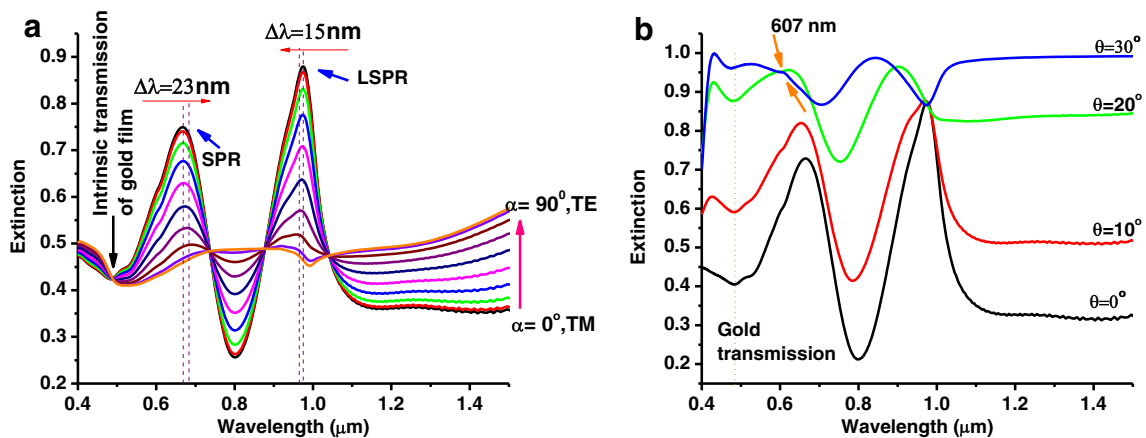 a
Δλ=15nm
Δλ=23nm
LSPR
SPR
Intrinsic transmission
of gold film
α= 90⁰,TE
α= 0°,TM
Extinction
0.9
0.8
0.7
0.6
0.5
0.4
0.3
0.2
0.4 0.6 0.8 1.0 1.2 1.4
Wavelength (μm)
b
607 nm
θ=30°
θ=20°
θ=10°
θ=0°
Gold
transmission
Extinction
1.0
0.9
0.8
0.7
0.6
0.5
0.4
0.3
0.2
0.4 0.6 0.8 1.0 1.2 1.4
Wavelength (μm)